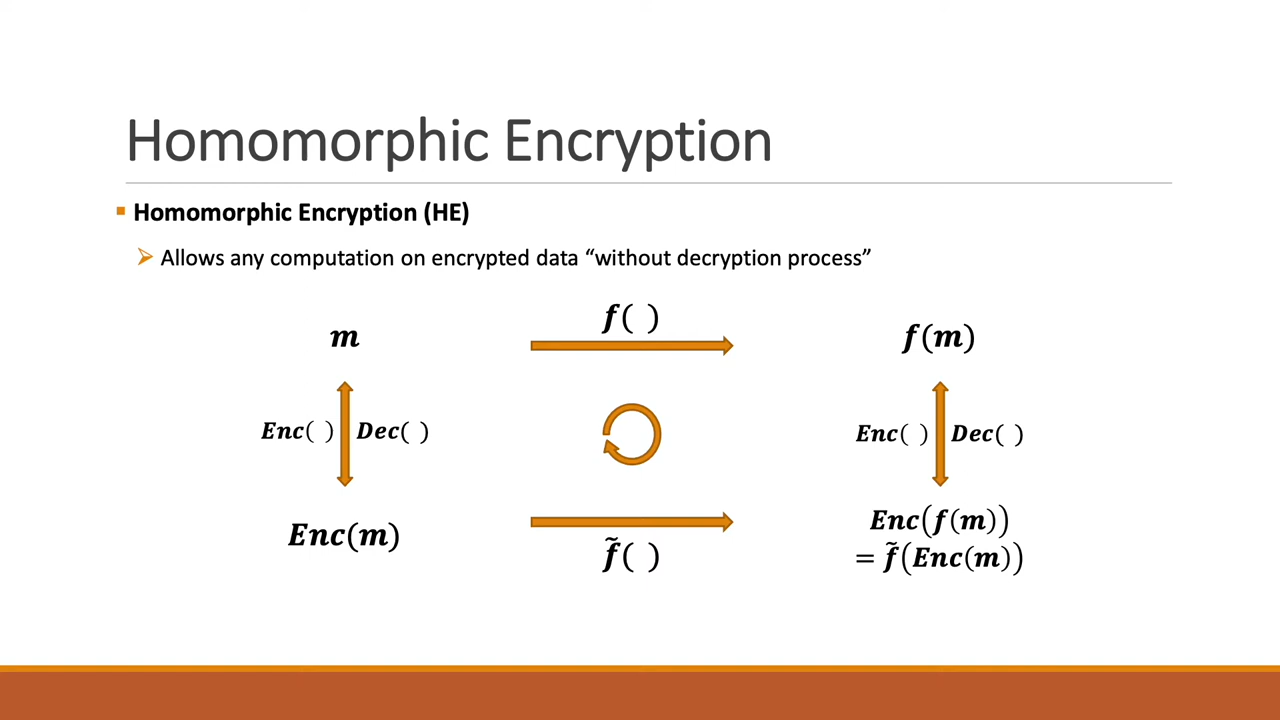 Homomorphic Encryption
Homomorphic Encryption (HE)
Allows any computation on encrypted data “without decryption process”
f( )
m
f(m)
Enc( ) Dec( )
Enc( ) Dec( )
Enc(m)
f̃( )
Enc(f(m))
= f̃(Enc(m))